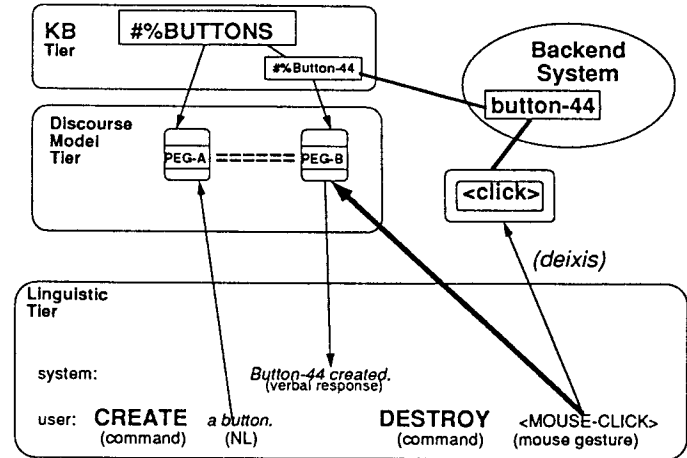 KB
Tier
#%BUTTONS
#%Button-44
Backend
System
button-44
Discourse
Model
Tier
PEG-A
======
PEG-B
<click>
(deixis)
Linguistic
Tier
system:
Button-44 created.
(verbal response)
user: CREATE a button. DESTROY <MOUSE-CLICK>
(command) (NL) (command) (mouse gesture)